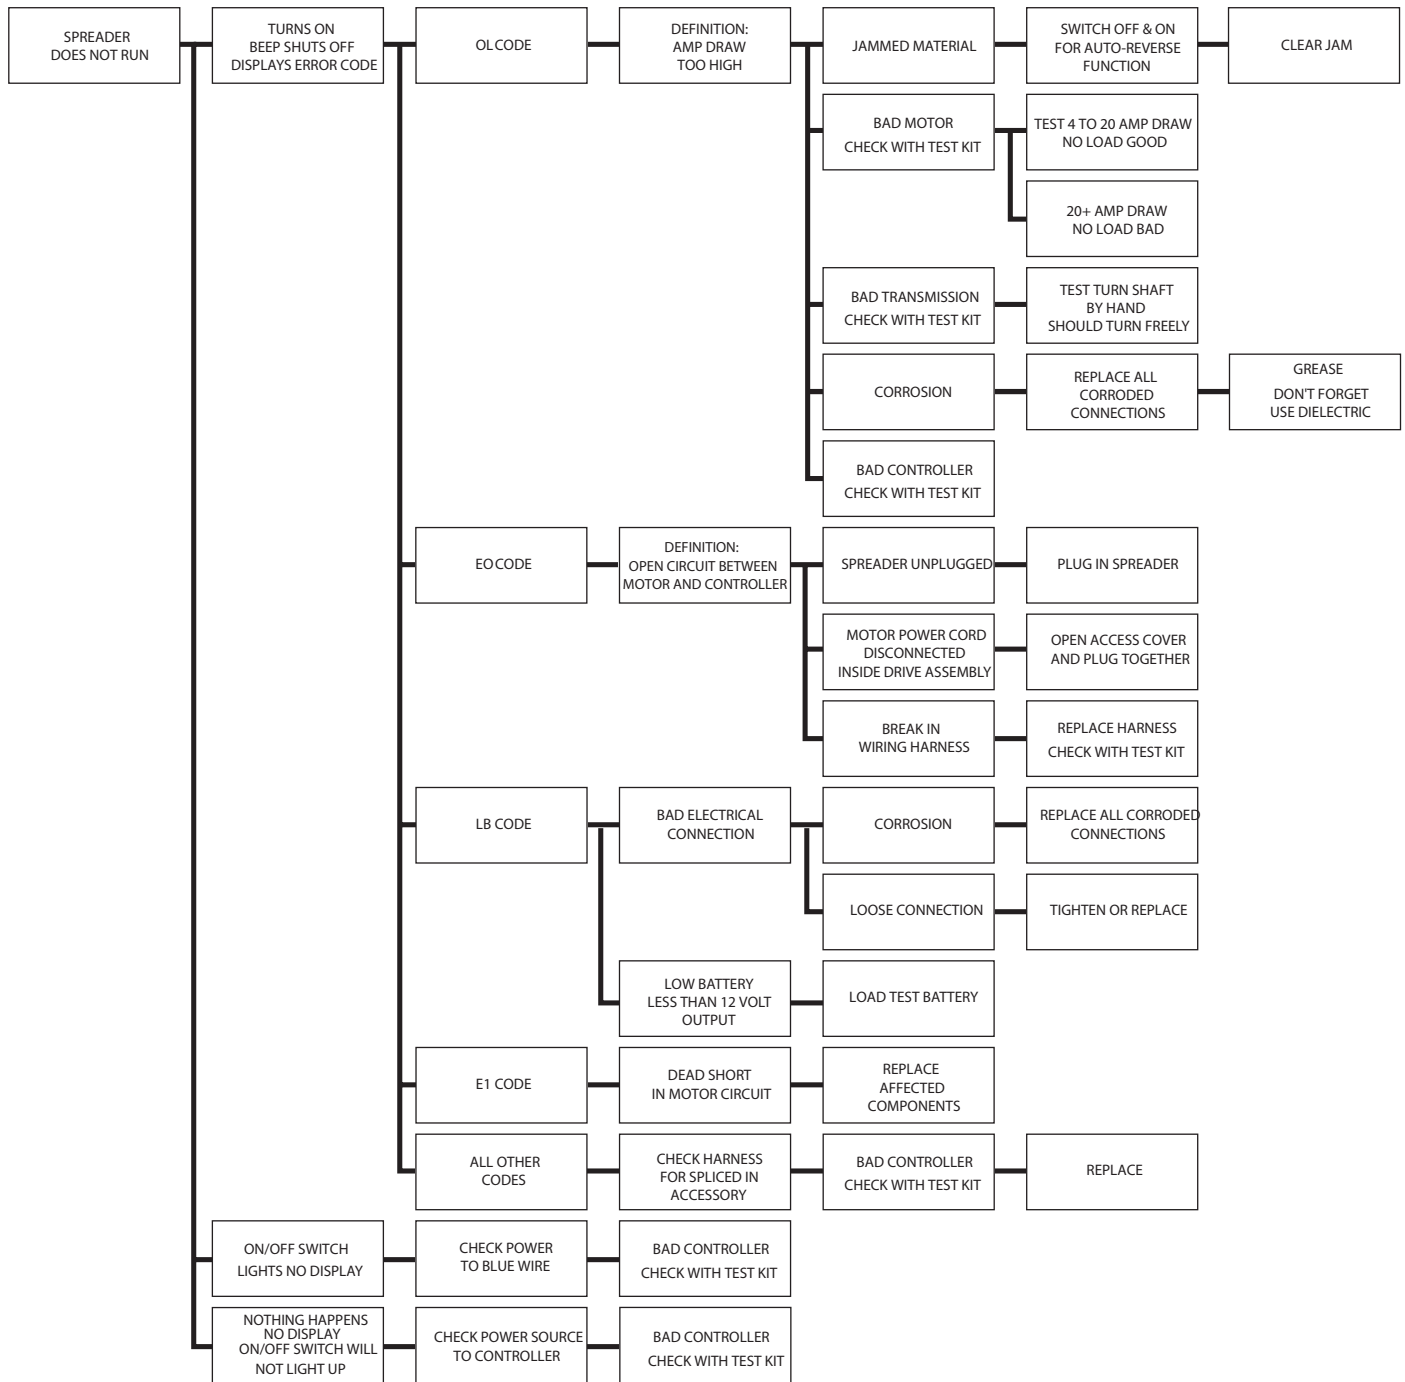 SPREADER
DOES NOT RUN
TURNS ON
BEEP SHUTS OFF
DISPLAYS ERROR CODE
OL CODE
DEFINITION:
AMP DRAW
TOO HIGH
JAMMED MATERIAL
SWITCH OFF & ON
FOR AUTO-REVERSE
FUNCTION
CLEAR JAM
BAD MOTOR
CHECK WITH TEST KIT
TEST 4 TO 20 AMP DRAW
NO LOAD GOOD
20+ AMP DRAW
NO LOAD BAD
BAD TRANSMISSION
CHECK WITH TEST KIT
TEST TURN SHAFT
BY HAND
SHOULD TURN FREELY
CORROSION
REPLACE ALL
CORRODED
CONNECTIONS
GREASE
DON'T FORGET
USE DIELECTRIC
BAD CONTROLLER
CHECK WITH TEST KIT
EO CODE
DEFINITION:
OPEN CIRCUIT BETWEEN
MOTOR AND CONTROLLER
SPREADER UNPLUGGED
PLUG IN SPREADER
MOTOR POWER CORD
DISCONNECTED
INSIDE DRIVE ASSEMBLY
OPEN ACCESS COVER
AND PLUG TOGETHER
BREAK IN
WIRING HARNESS
REPLACE HARNESS
CHECK WITH TEST KIT
LB CODE
BAD ELECTRICAL
CONNECTION
CORROSION
REPLACE ALL CORRODED
CONNECTIONS
LOOSE CONNECTION
TIGHTEN OR REPLACE
LOW BATTERY
LESS THAN 12 VOLT
OUTPUT
LOAD TEST BATTERY
E1 CODE
DEAD SHORT
IN MOTOR CIRCUIT
REPLACE
AFFECTED
COMPONENTS
ALL OTHER
CODES
CHECK HARNESS
FOR SPLICED IN
ACCESSORY
BAD CONTROLLER
CHECK WITH TEST KIT
REPLACE
ON/OFF SWITCH
LIGHTS NO DISPLAY
CHECK POWER
TO BLUE WIRE
BAD CONTROLLER
CHECK WITH TEST KIT
NOTHING HAPPENS
NO DISPLAY
ON/OFF SWITCH WILL
NOT LIGHT UP
CHECK POWER SOURCE
TO CONTROLLER
BAD CONTROLLER
CHECK WITH TEST KIT